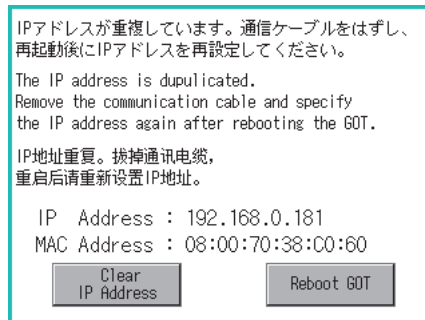 IPアドレスが重複しています。通信ケーブルをはずし、
再起動後にIPアドレスを再設定してください。
The IP address is dupulicated.
Remove the communication cable and specify
the IP address again after rebooting the GOT.
IP地址重复。拔掉通讯电缆，
重启后请重新设置IP地址。
IP Address : 192.168.0.181
MAC Address : 08:00:70:38:C0:60
Clear
IP Address
Reboot GOT